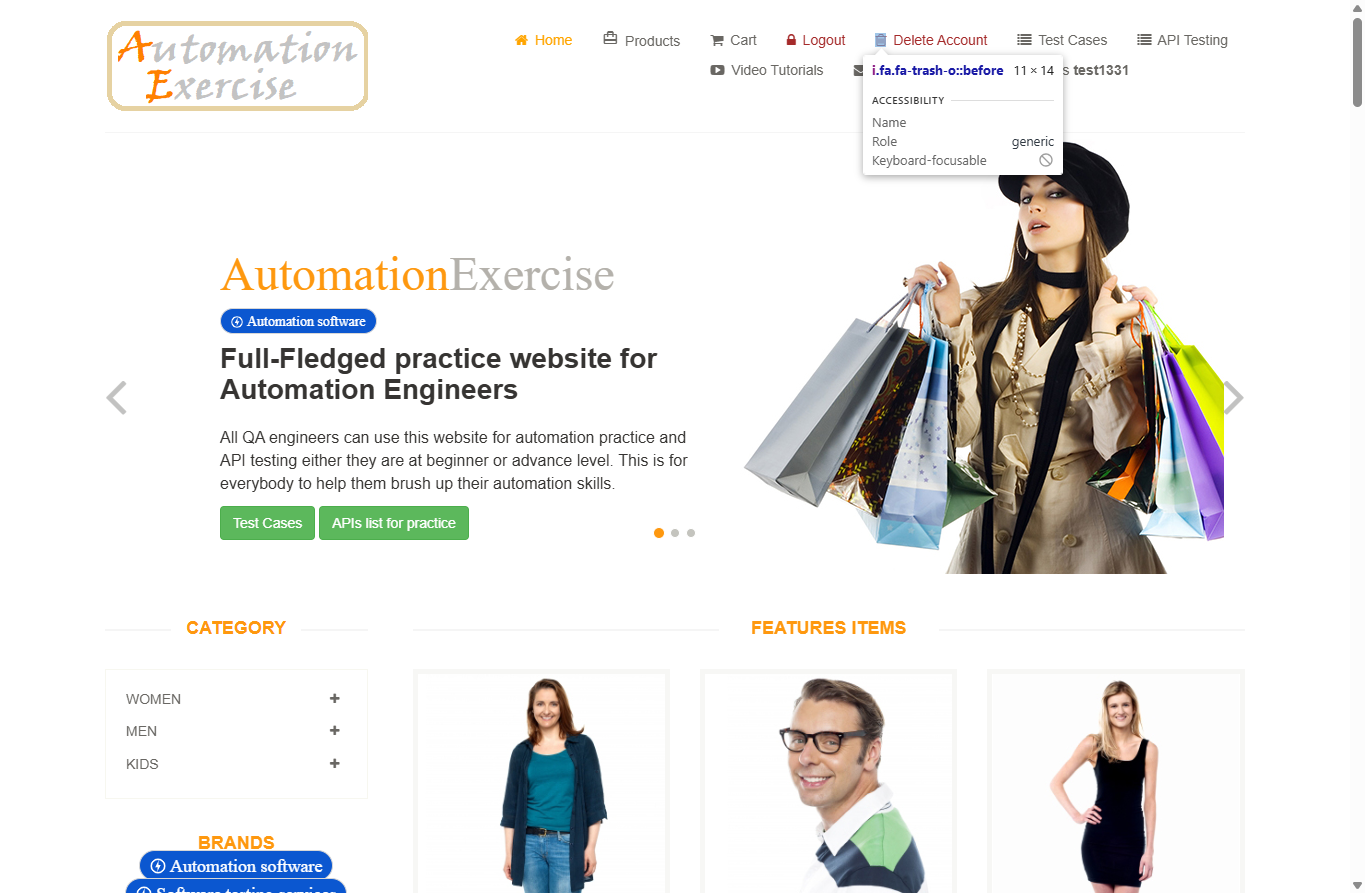 Automation
Exercise
Home Products Cart Logout Delete Account Test Cases API Testing
Video Tutorials s test1331
i.fa.fa-trash-o::before 11 × 14
ACCESSIBILITY
Name
Role generic
Keyboard-focusable
AutomationExercise
Automation software
Full-Fledged practice website for
Automation Engineers
All QA engineers can use this website for automation practice and
API testing either they are at beginner or advance level. This is for
everybody to help them brush up their automation skills.
Test Cases APIs list for practice
CATEGORY
FEATURES ITEMS
WOMEN +
MEN +
KIDS +
BRANDS
Automation software
Software testing services